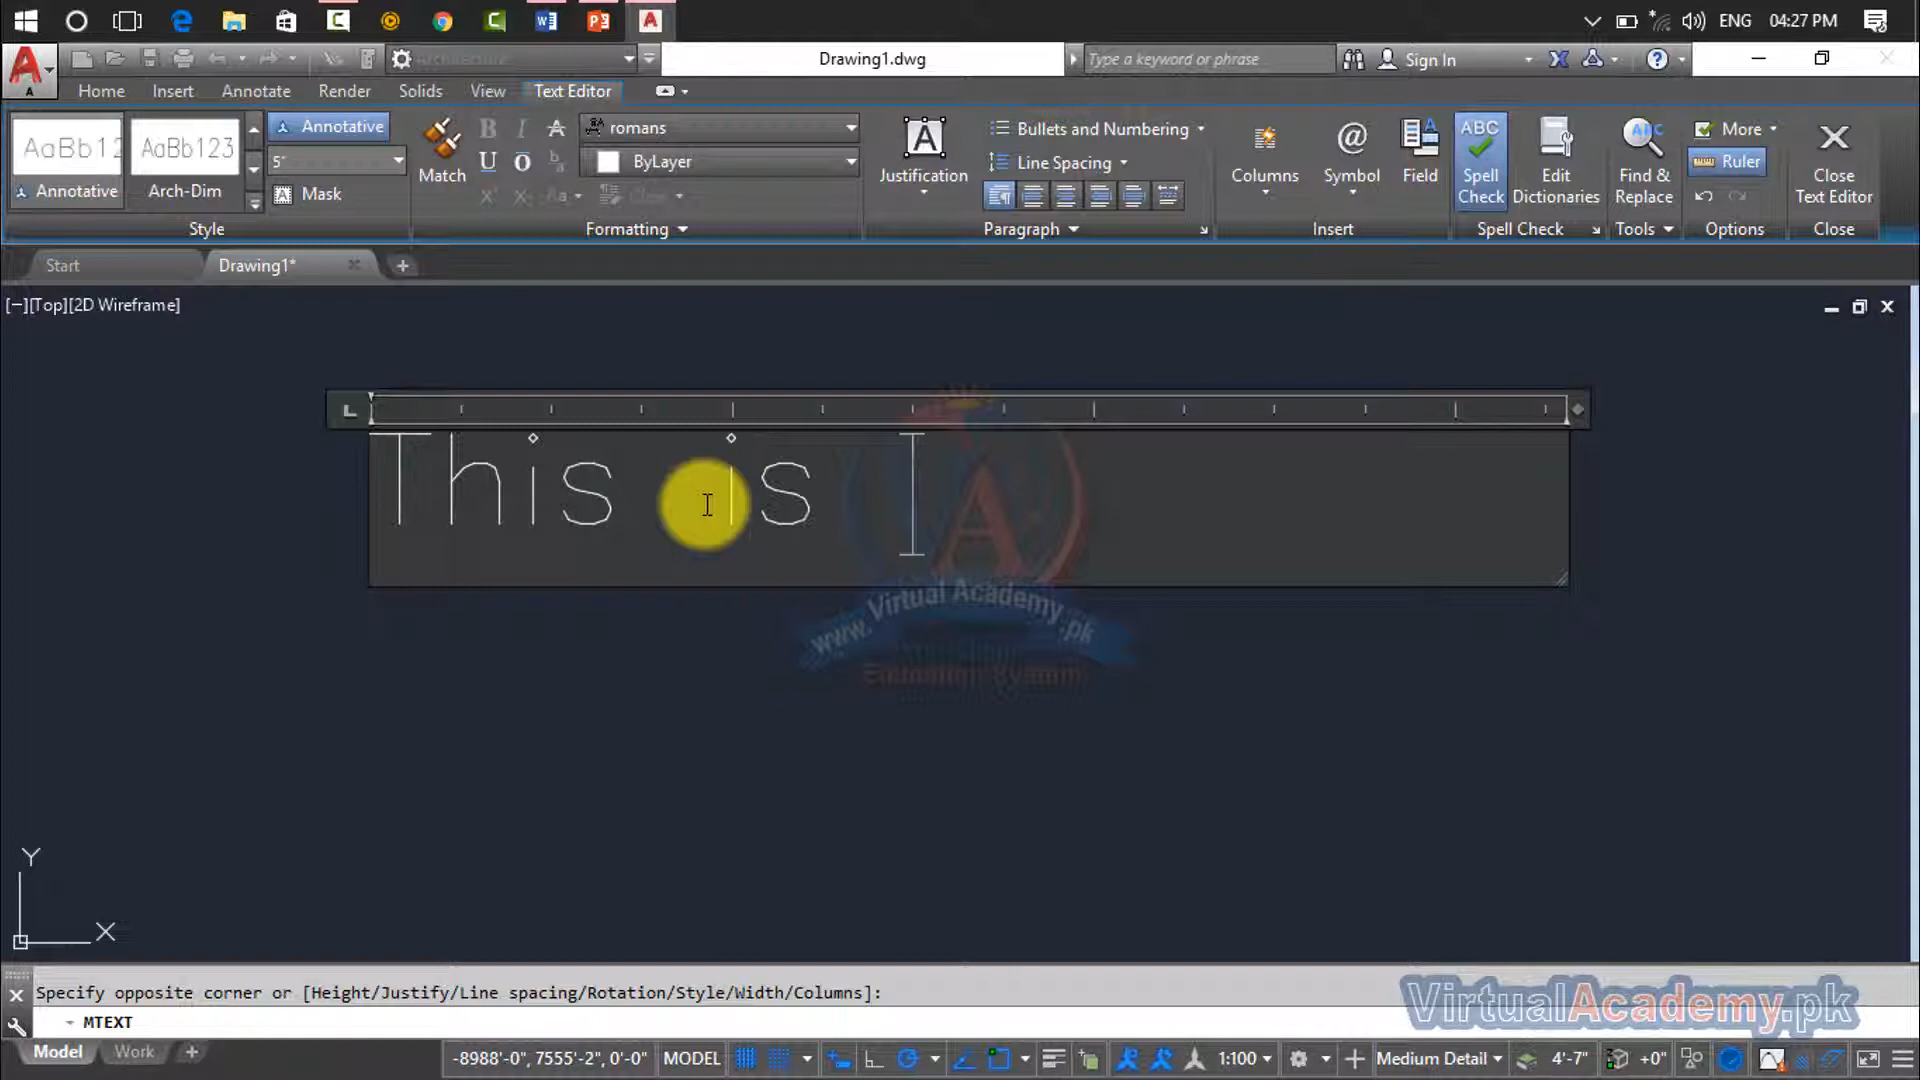 ENG 04:27 PM
Drawing1.dwg
Type a keyword or phrase
Sign In
Home Insert Annotate Render Solids View Text Editor
AaBb12 AaBb123 Annotative
romans
Bullets and Numbering
More
5"
ByLayer
Line Spacing
Ruler
Annotative Arch-Dim Mask
Match
Justification
Columns Symbol Field
Spell Check
Edit Dictionaries
Find & Replace
Close Text Editor
Style Formatting Paragraph Insert Spell Check Tools Options Close
Start Drawing1*
[−][Top][2D Wireframe]
This is
www.VirtualAcademy.pk
Y
X
Specify opposite corner or [Height/Justify/Line spacing/Rotation/Style/Width/Columns]:
MTEXT
VirtualAcademy.pk
Model Work
-8988'-0", 7555'-2", 0'-0" MODEL 1:100 Medium Detail 4'-7" +0"